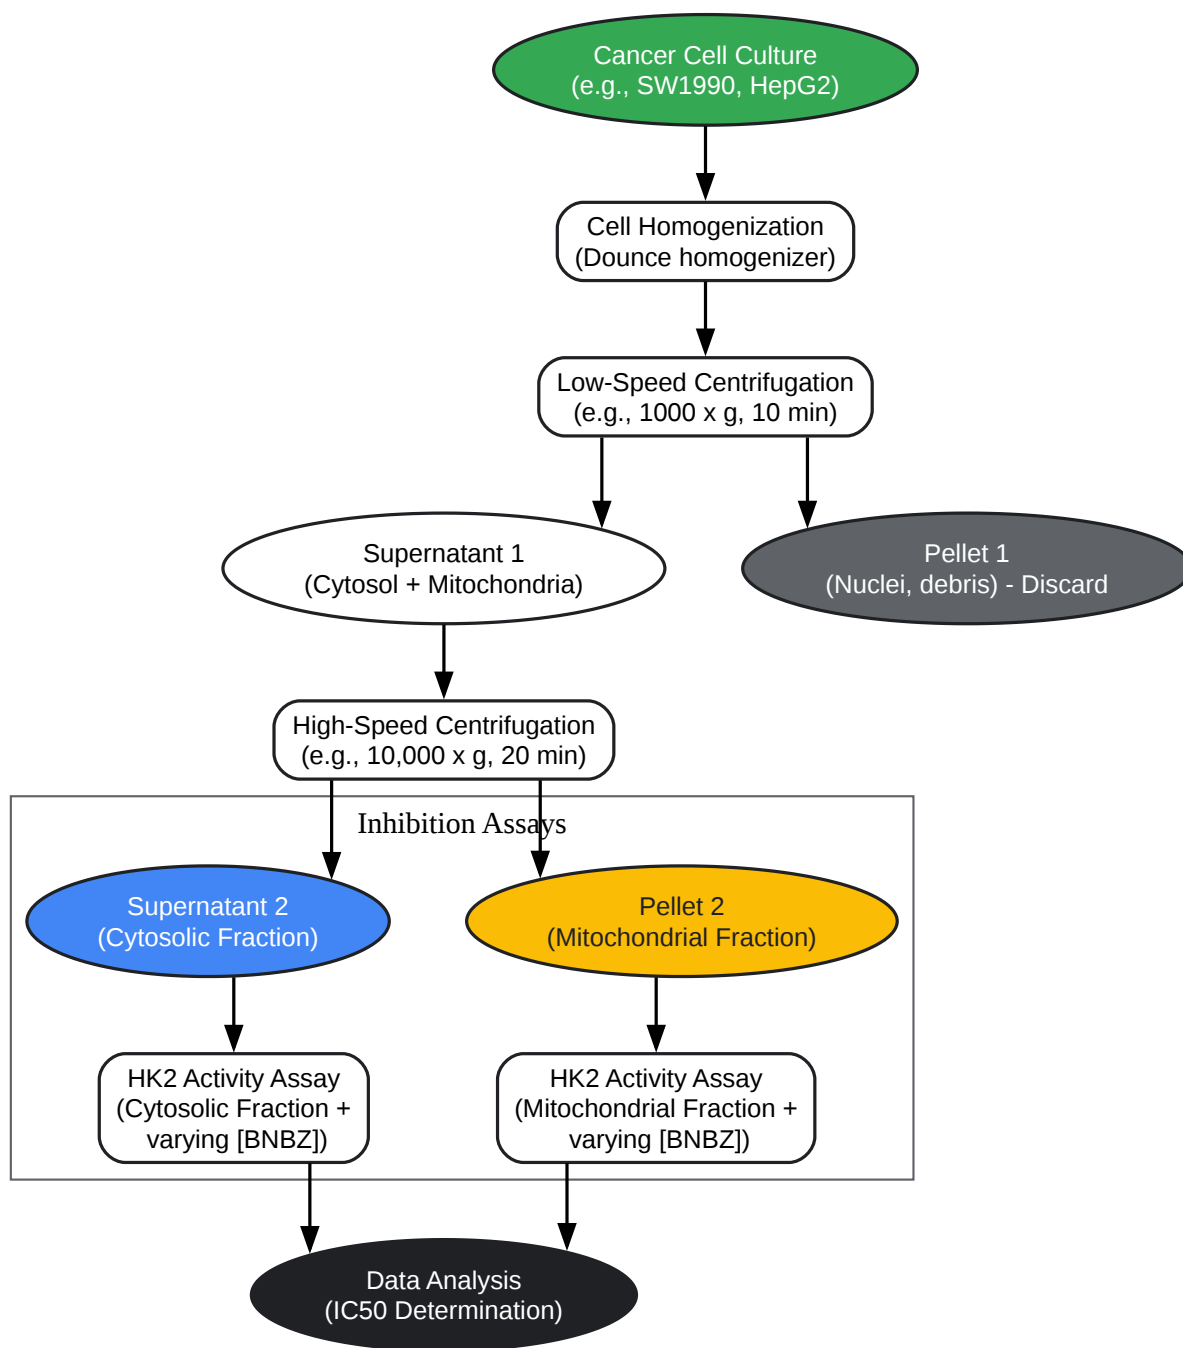 Cancer Cell Culture
(e.g., SW1990, HepG2)
Cell Homogenization
(Dounce homogenizer)
Low-Speed Centrifugation
(e.g., 1000 x g, 10 min)
Supernatant 1
(Cytosol + Mitochondria)
Pellet 1
(Nuclei, debris) - Discard
High-Speed Centrifugation
(e.g., 10,000 x g, 20 min)
Inhibition Assays
Supernatant 2
(Cytosolic Fraction)
Pellet 2
(Mitochondrial Fraction)
HK2 Activity Assay
(Cytosolic Fraction +
varying [BNBZ])
HK2 Activity Assay
(Mitochondrial Fraction +
varying [BNBZ])
Data Analysis
(IC50 Determination)